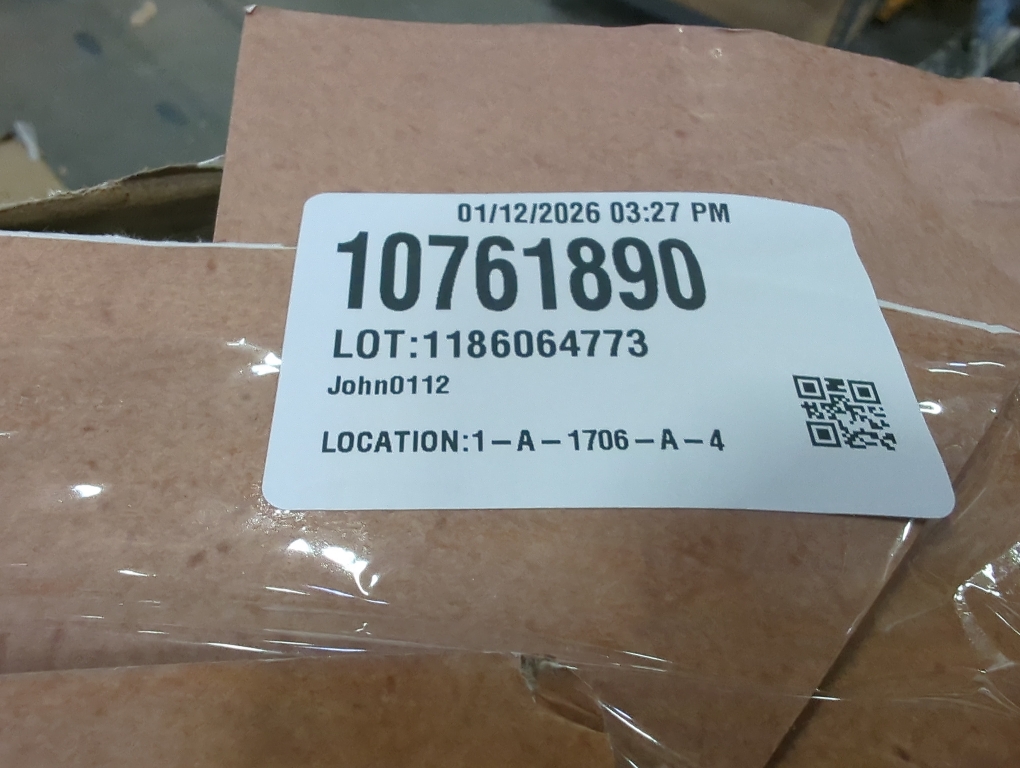 01/12/2026 03:27 PM
10761890
LOT:1186064773
John0112
LOCATION:1-A-1706-A-4